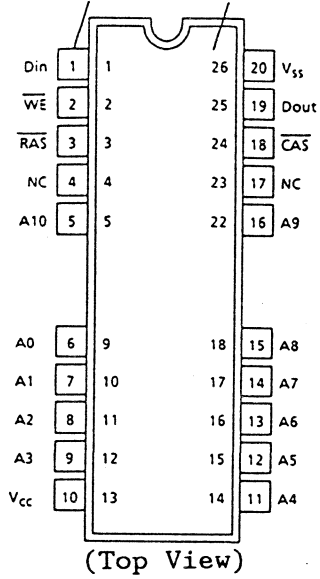 Din 1 1 26 20 Vss
WE 2 2 25 19 Dout
RAS 3 3 24 18 CAS
NC 4 4 23 17 NC
A10 5 5 22 16 A9
A0 6 9 18 15 A8
A1 7 10 17 14 A7
A2 8 11 16 13 A6
A3 9 12 15 12 A5
Vcc 10 13 14 11 A4
(Top View)